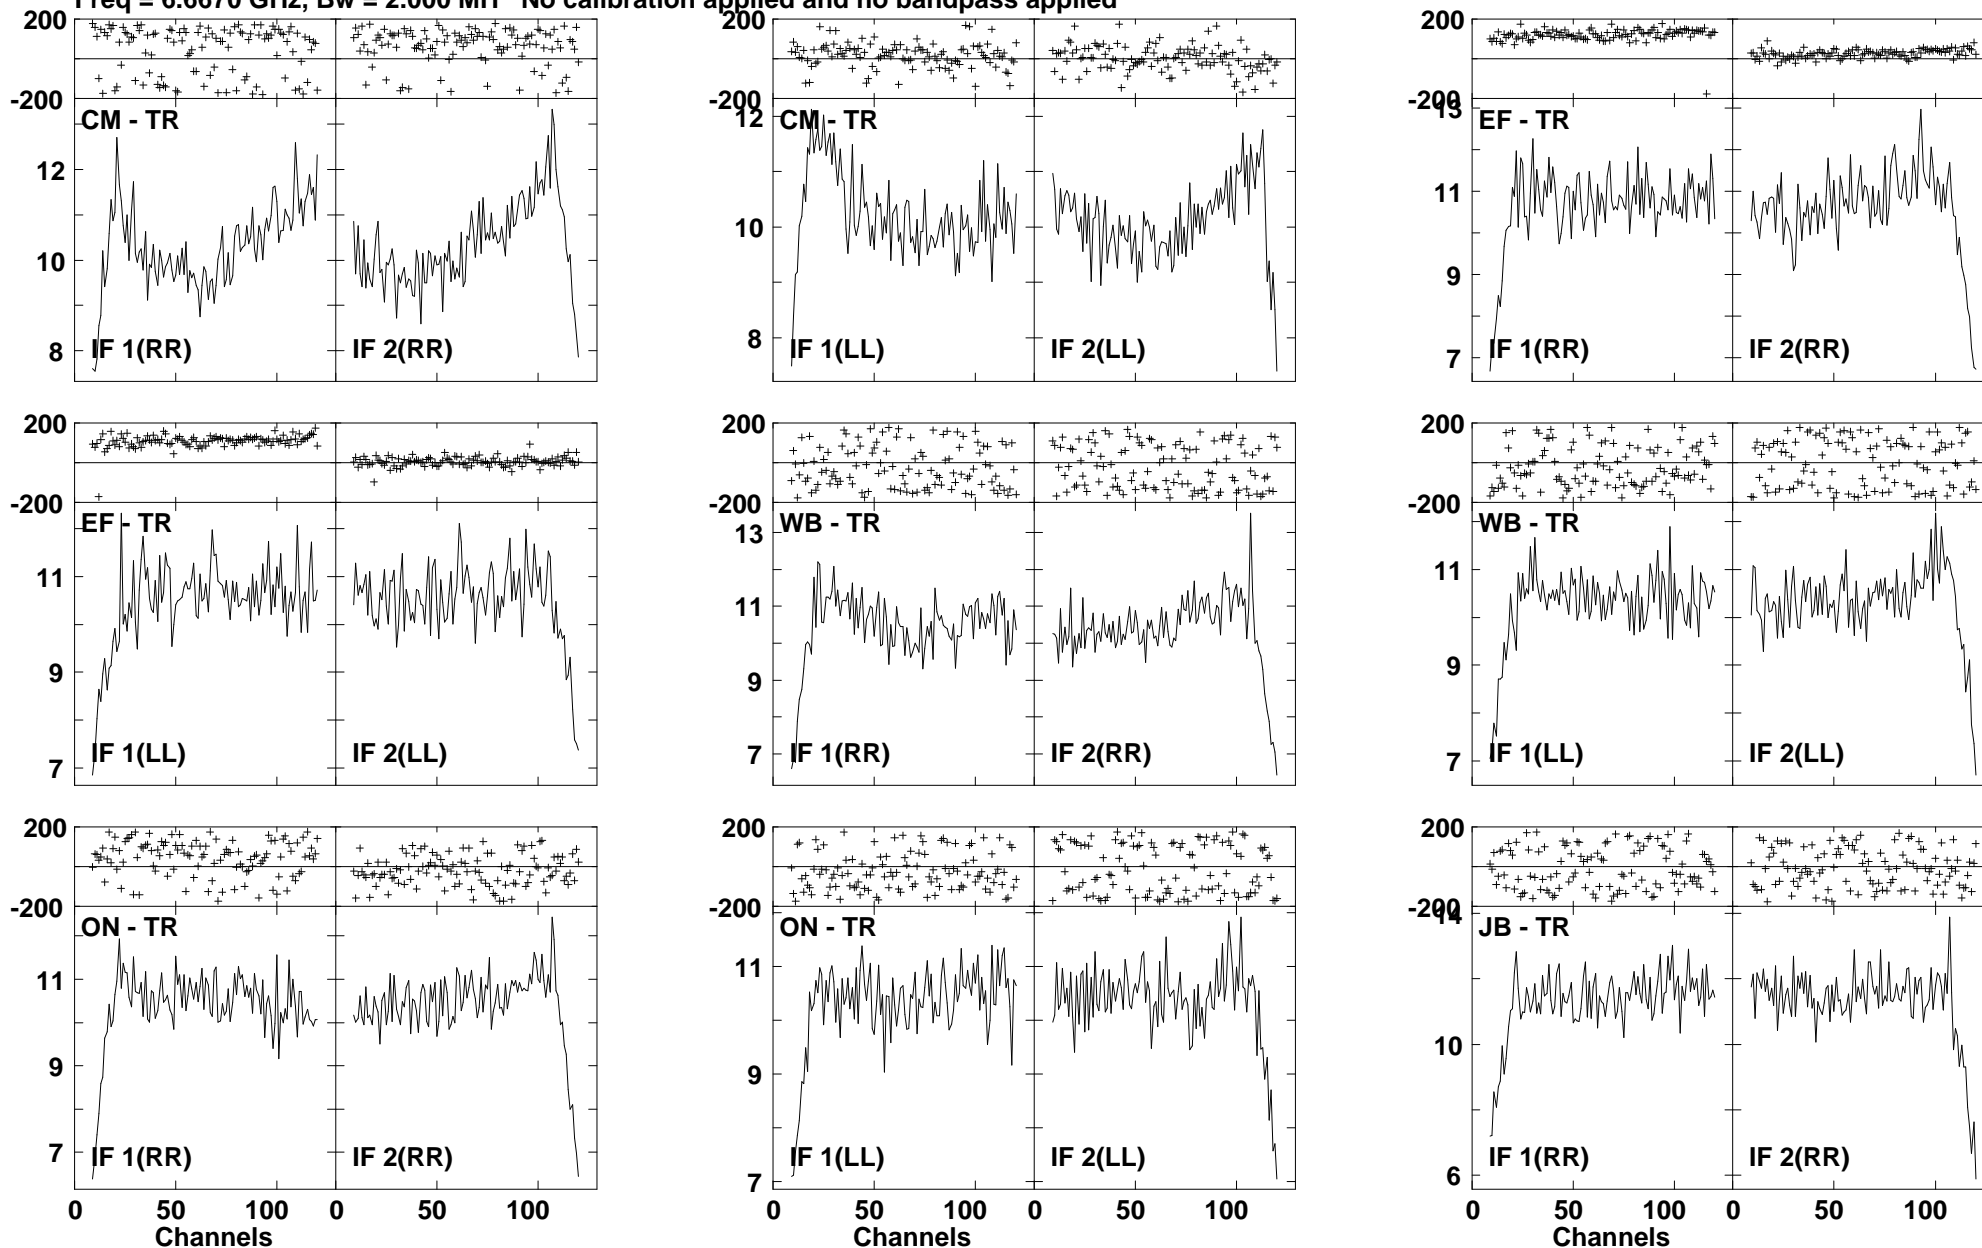 Freq = 6.6670 GHz, Bw = 2.000 MH No calibration applied and no bandpass applied
200 200 200
-200 -200 -200
CM - TR CM - TR EF - TR
12 12 13
10 10 11
8 8 9
7
IF 1(RR) IF 2(RR) IF 1(LL) IF 2(LL) IF 1(RR) IF 2(RR)
200 200 200
-200 -200 -200
EF - TR WB - TR WB - TR
11 13 11
9 11 9
7 9 7
7
IF 1(LL) IF 2(LL) IF 1(RR) IF 2(RR) IF 1(LL) IF 2(LL)
200 200 200
-200 -200 -200
ON - TR ON - TR JB - TR
11 11 14
9 9 10
7 7 6
IF 1(RR) IF 2(RR) IF 1(LL) IF 2(LL) IF 1(RR) IF 2(RR)
0 50 100 0 50 100 0 50 100 0 50 100 0 50 100 0 50 100
Channels Channels